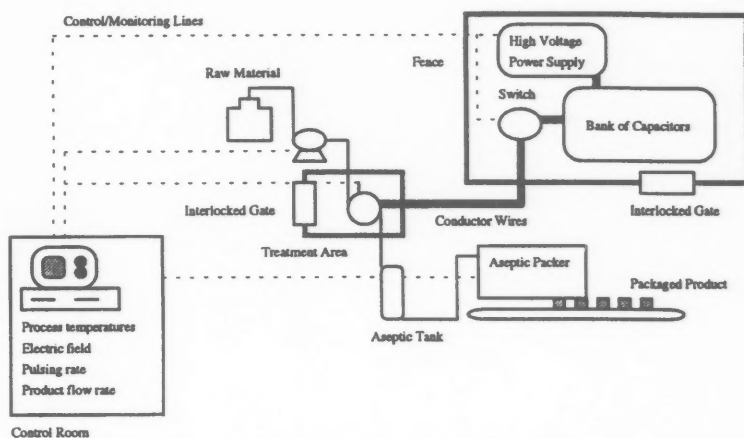 Control/Monitoring Lines
High Voltage
Power Supply
Feace
Raw Material
Switch
Bank of Capacitors
Interlocked Gate
Conductor Wires
Interlocked Gate
Treatment Area
Aseptic Packer
Packaged Product
Process temperatures
Electric field
Pulsing rate
Product flow rate
Aseptic Tank
Control Room